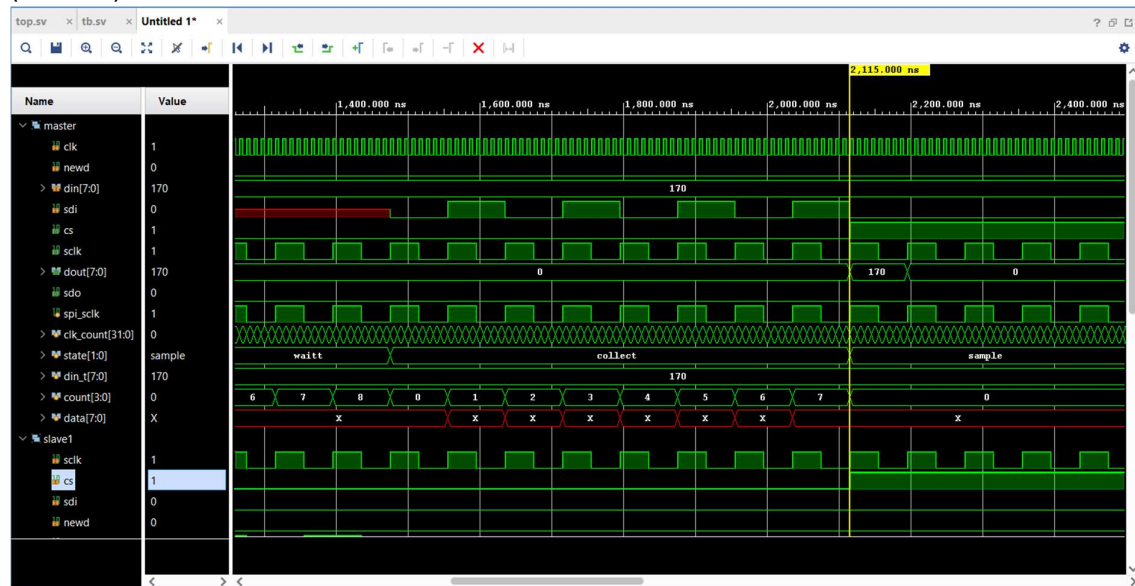 top.sv × tb.sv × Untitled 1* ×
2,115.000 ns
Name Value
1,400.000 ns 1,600.000 ns 1,800.000 ns 2,000.000 ns 2,200.000 ns 2,400.000 ns
master
clk 1
newd 0
din[7:0] 170 170
sdi 0
cs 1
sclk 1
dout[7:0] 170 0 170 0
sdo 0
spi_sclk 1
clk_count[31:0] 0
state[1:0] sample waitt collect sample
din_t[7:0] 170 170
count[3:0] 0 6 7 8 0 1 2 3 4 5 6 7 0
data[7:0] X X X X X X X X X
slave1
sclk 1
cs 1
sdi 0
newd 0